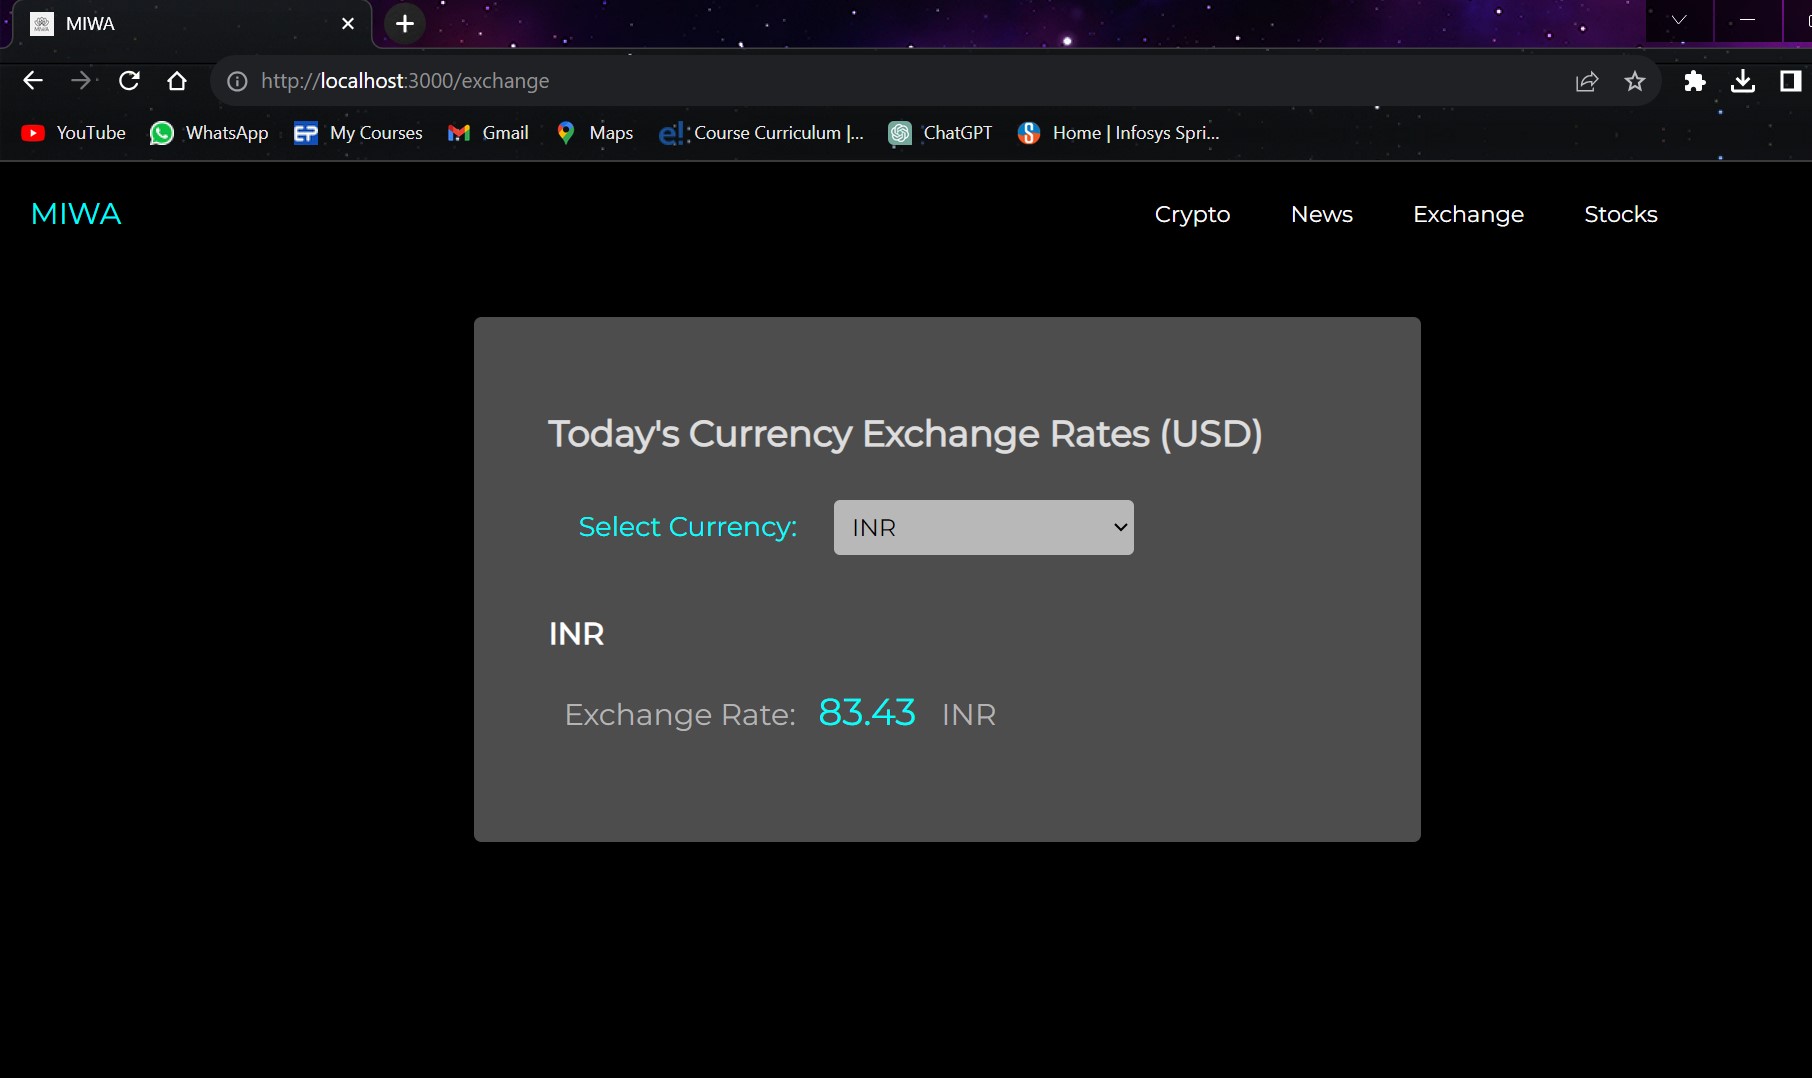 MIWA
http://localhost:3000/exchange
YouTube WhatsApp EP My Courses Gmail Maps e! Course Curriculum |... ChatGPT Home | Infosys Spri...
MIWA Crypto News Exchange Stocks
Today's Currency Exchange Rates (USD)
Select Currency: INR
INR
Exchange Rate: 83.43 INR